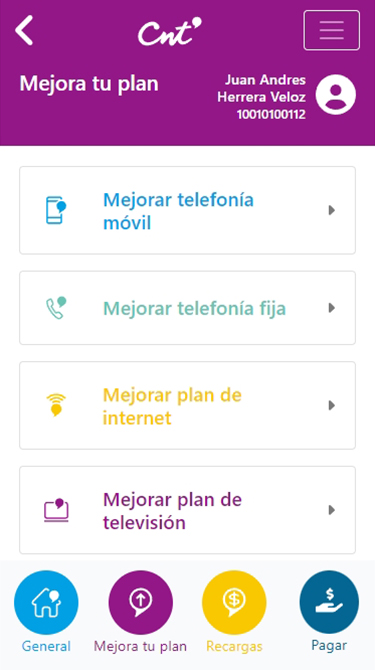 Cnt
Mejora tu plan
Juan Andres
Herrera Veloz
10010100112
Mejorar telefonía
móvil
Mejorar telefonía fija
Mejorar plan de
internet
Mejorar plan de
televisión
General
Mejora tu plan
Recargas
Pagar